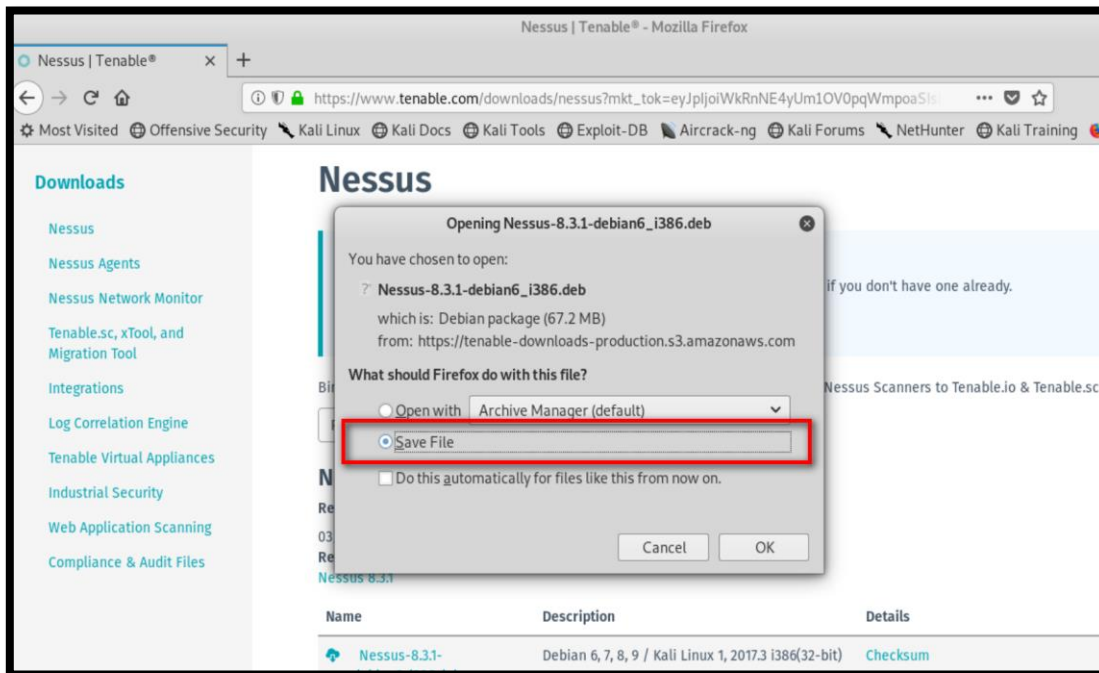 Nessus | Tenable® - Mozilla Firefox
Nessus | Tenable®
https://www.tenable.com/downloads/nessus?mkt_tok=eyJpIjoiWkRnNE4yUm1OV0pqWmpoaSIs
Most Visited Offensive Security Kali Linux Kali Docs Kali Tools Exploit-DB Aircrack-ng Kali Forums NetHunter Kali Training
Downloads
Nessus
Nessus Agents
Nessus Network Monitor
Tenable.sc, xTool, and
Migration Tool
Integrations
Log Correlation Engine
Tenable Virtual Appliances
Industrial Security
Web Application Scanning
Compliance & Audit Files
Nessus
Opening Nessus-8.3.1-debian6_i386.deb
You have chosen to open:
Nessus-8.3.1-debian6_i386.deb
which is: Debian package (67.2 MB)
from: https://tenable-downloads-production.s3.amazonaws.com
What should Firefox do with this file?
Open with Archive Manager (default)
Save File
Do this automatically for files like this from now on.
Cancel OK
if you don't have one already.
Nessus Scanners to Tenable.io & Tenable.sc
Nessus 8.3.1
Name Description Details
Nessus-8.3.1- Debian 6, 7, 8, 9 / Kali Linux 1, 2017.3 i386(32-bit) Checksum